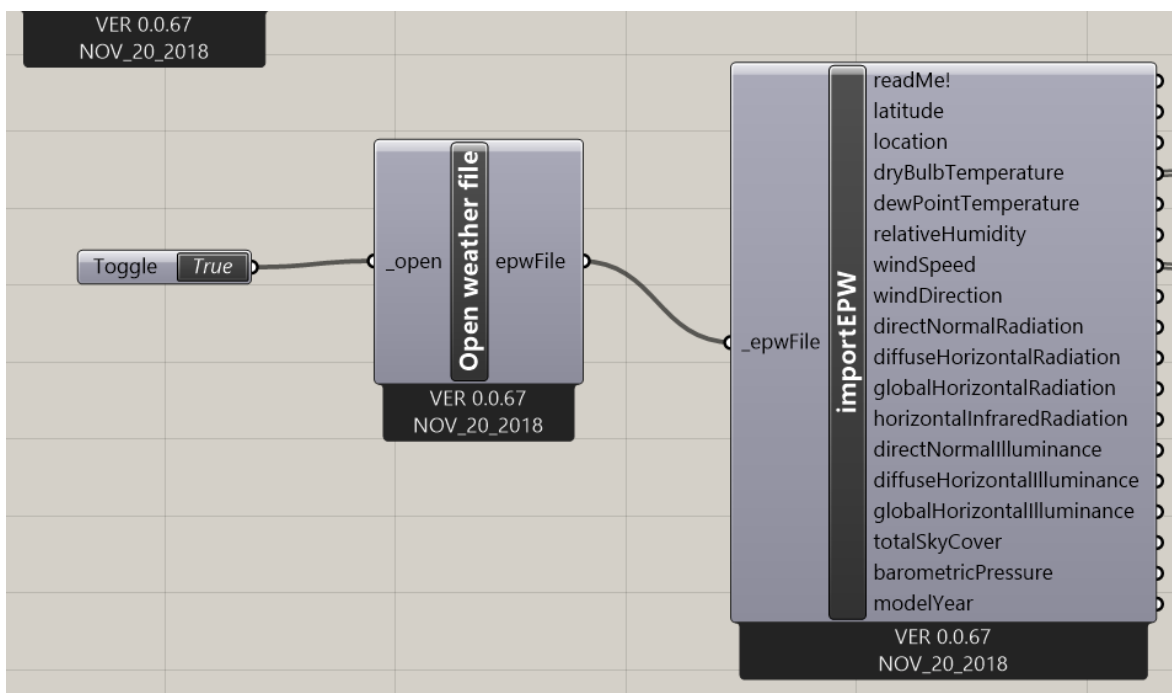 VER 0.0.67
NOV_20_2018
Toggle True
_open
Open weather file
epwFile
VER 0.0.67
NOV_20_2018
_epwFile
importEPW
readMe!
latitude
location
dryBulbTemperature
dewPointTemperature
relativeHumidity
windSpeed
windDirection
directNormalRadiation
diffuseHorizontalRadiation
globalHorizontalRadiation
horizontalInfraredRadiation
directNormalIlluminance
diffuseHorizontalIlluminance
globalHorizontalIlluminance
totalSkyCover
barometricPressure
modelYear
VER 0.0.67
NOV_20_2018